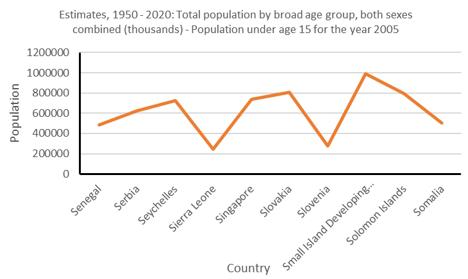 Estimates, 1950 - 2020: Total population by broad age group, both sexes
combined (thousands) - Population under age 15 for the year 2005
1200000
1000000
800000
600000
400000
200000
0
Population
Senegal
Serbia
Seychelles
Sierra Leone
Singapore
Slovakia
Slovenia
Small Island Developing...
Solomon Islands
Somalia
Country